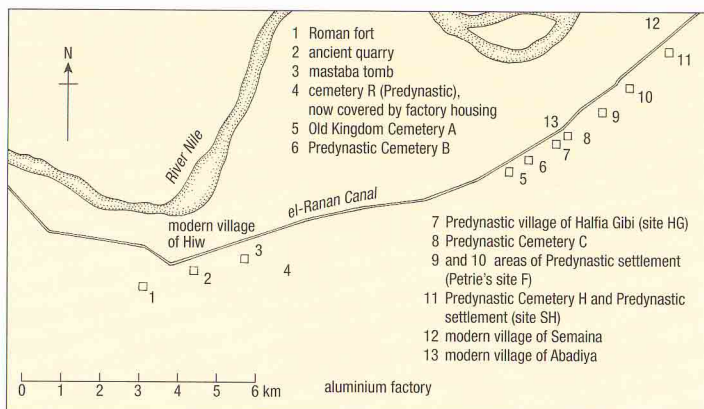 1 Roman fort
2 ancient quarry
3 mastaba tomb
4 cemetery R (Predynastic),
now covered by factory housing
5 Old Kingdom Cemetery A
6 Predynastic Cemetery B
N
River Nile
el-Ranan Canal
modern village
of Hiw
12
11
10
9
13
8
7
6
5
3
4
2
1
7 Predynastic village of Halfia Gibi (site HG)
8 Predynastic Cemetery C
9 and 10 areas of Predynastic settlement
(Petrie's site F)
11 Predynastic Cemetery H and Predynastic
settlement (site SH)
12 modern village of Semaina
13 modern village of Abadiya
0 1 2 3 4 5 6 km
aluminium factory